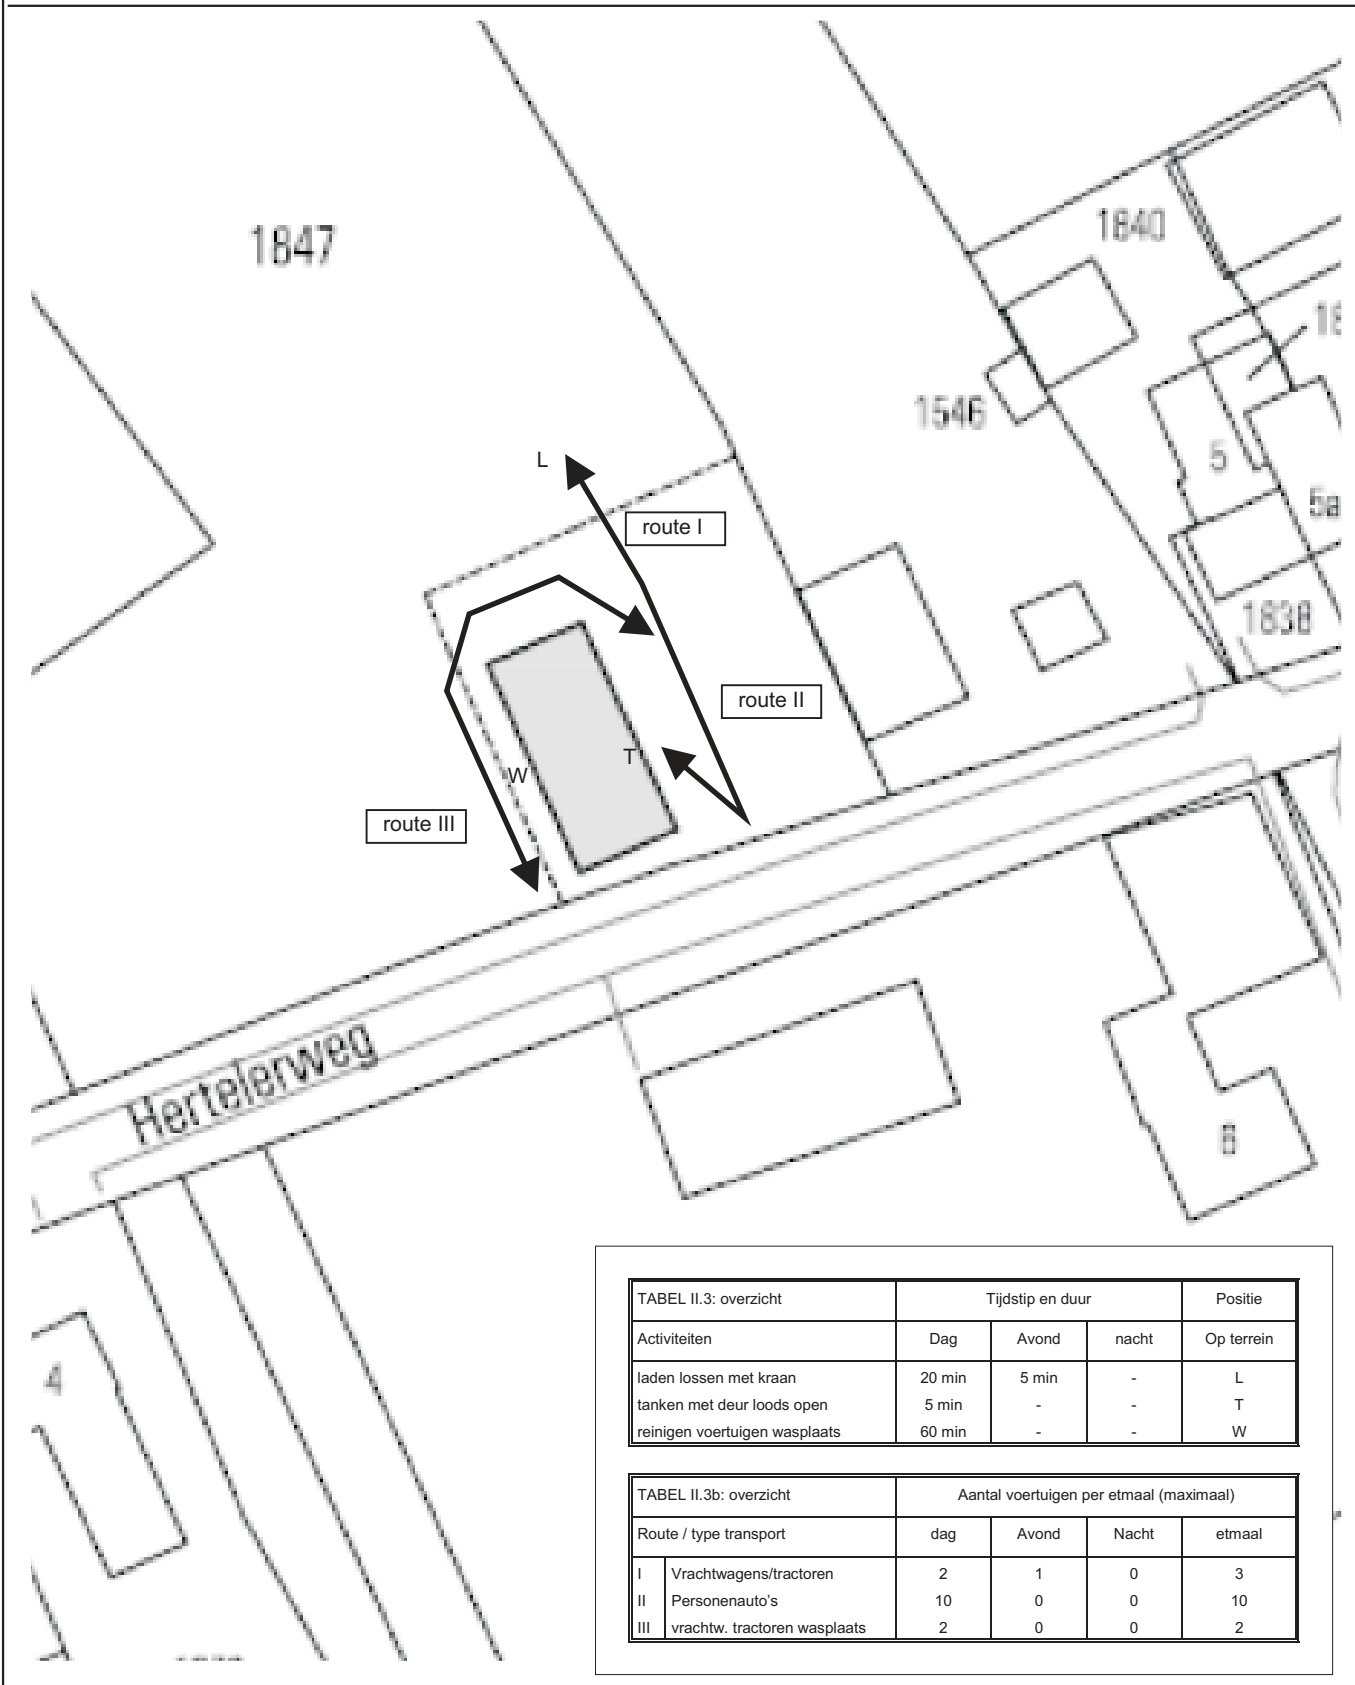 1847
1840
18
1546
5
5a
L
route I
1838
route II
T
W
route III
Hertelerweg
8
4
TABEL II.3: overzicht Tijdstip en duur Positie
Activiteiten Dag Avond nacht Op terrein
laden lossen met kraan 20 min 5 min - L
tanken met deur loods open 5 min - - T
reinigen voertuigen wasplaats 60 min - - W
TABEL II.3b: overzicht Aantal voertuigen per etmaal (maximaal)
Route / type transport dag Avond Nacht etmaal
I Vrachtwagens/tractoren 2 1 0 3
II Personenauto's 10 0 0 10
III vrachtw. tractoren wasplaats 2 0 0 2